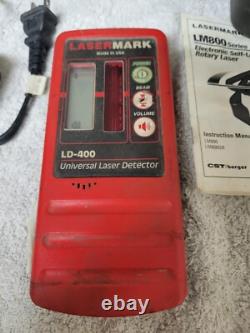 LASERMARK
MADE IN USA
POWER
BEAM
VOLUME
LD-400
Universal Laser Detector
LASERMARK
LM800 Series
Electronic Self-L
Rotary Laser
Instruction Manu
CST/berger